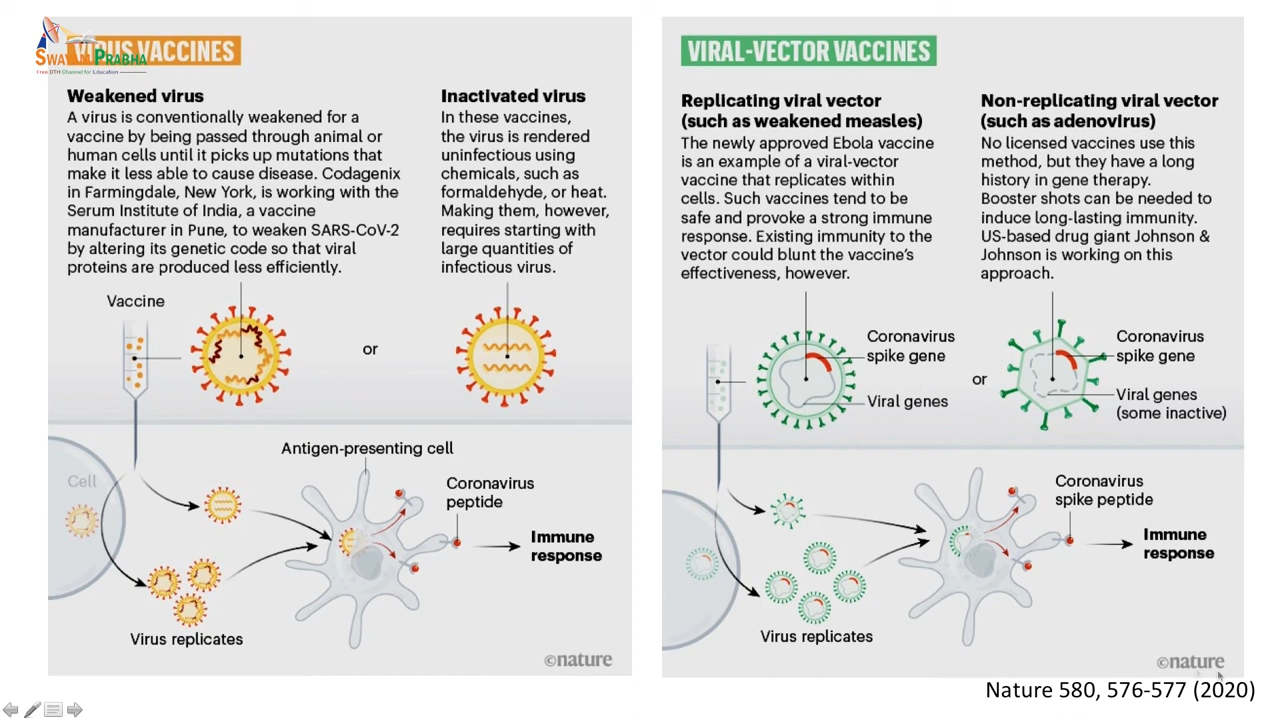 SWAYAM PRABHA
Free DTH Channel for Education
VIRUS VACCINES
Weakened virus
A virus is conventionally weakened for a
vaccine by being passed through animal or
human cells until it picks up mutations that
make it less able to cause disease. Codagenix
in Farmingdale, New York, is working with the
Serum Institute of India, a vaccine
manufacturer in Pune, to weaken SARS-CoV-2
by altering its genetic code so that viral
proteins are produced less efficiently.
Inactivated virus
In these vaccines,
the virus is rendered
uninfectious using
chemicals, such as
formaldehyde, or heat.
Making them, however,
requires starting with
large quantities of
infectious virus.
Vaccine
or
Antigen-presenting cell
Cell
Coronavirus
peptide
Immune
response
Virus replicates
©nature
VIRAL-VECTOR VACCINES
Replicating viral vector
(such as weakened measles)
The newly approved Ebola vaccine
is an example of a viral-vector
vaccine that replicates within
cells. Such vaccines tend to be
safe and provoke a strong immune
response. Existing immunity to the
vector could blunt the vaccine's
effectiveness, however.
Non-replicating viral vector
(such as adenovirus)
No licensed vaccines use this
method, but they have a long
history in gene therapy.
Booster shots can be needed to
induce long-lasting immunity.
US-based drug giant Johnson &
Johnson is working on this
approach.
Coronavirus
spike gene
Viral genes
or
Coronavirus
spike gene
Viral genes
(some inactive)
Coronavirus
spike peptide
Immune
response
Virus replicates
©nature
Nature 580, 576-577 (2020)